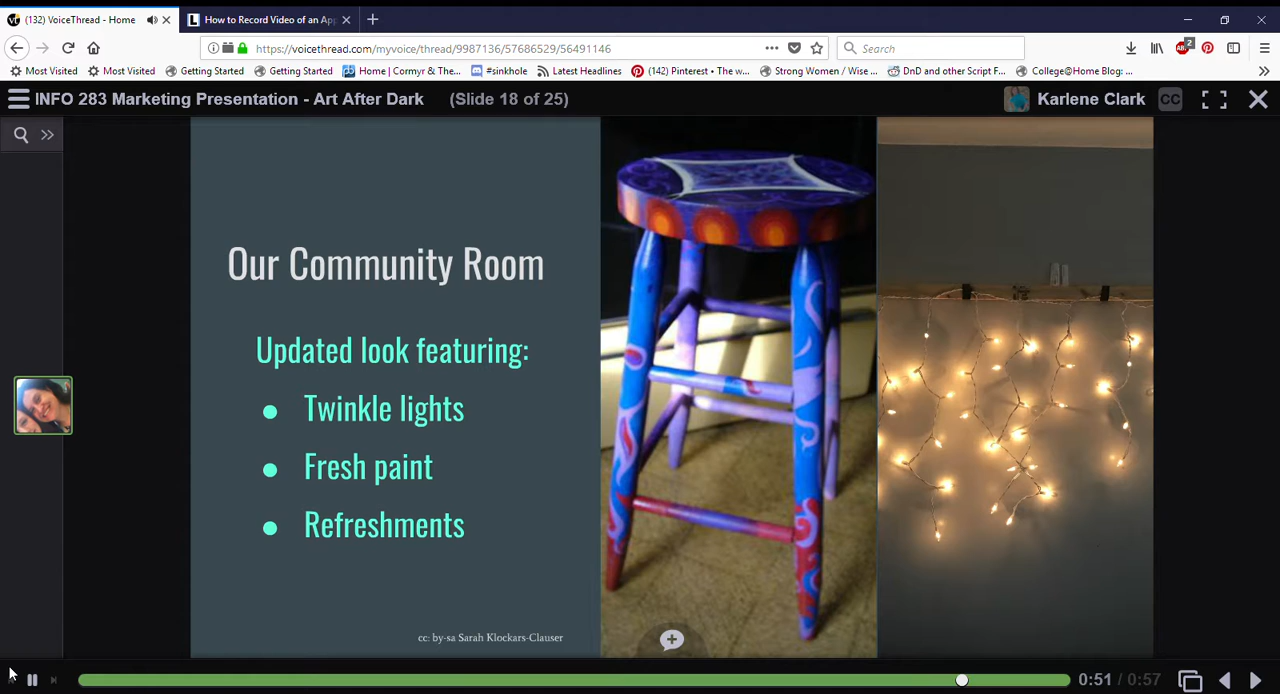 (132) VoiceThread - Home
How to Record Video of an App
https://voicethread.com/myvoice/thread/9987136/57686529/56491146
Search
2
Most Visited
Most Visited
Getting Started
Getting Started
Home | Cormyr & The...
#sinkhole
Latest Headlines
(142) Pinterest • The w...
Strong Women / Wise ...
DnD and other Script F...
College@Home Blog: ...
INFO 283 Marketing Presentation - Art After Dark (Slide 18 of 25)
Karlene Clark
CC
Our Community Room
Updated look featuring:
● Twinkle lights
● Fresh paint
● Refreshments
cc: by-sa Sarah Klockars-Clauser
0:51 / 0:57